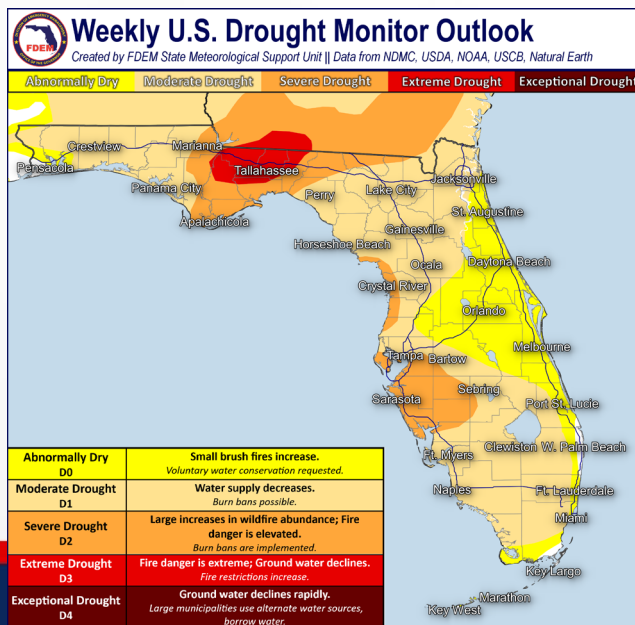 Weekly U.S. Drought Monitor Outlook
FDEM
Created by FDEM State Meteorological Support Unit || Data from NDMC, USDA, NOAA, USCB, Natural Earth
Abnormally Dry Moderate Drought Severe Drought Extreme Drought Exceptional Drought
Crestview
Marianna
Pensacola
Tallahassee
Jacksonville
Panama City
Perry
Lake City
Apalachicola
St. Augustine
Gainesville
Horseshoe Beach
Ocala
Daytona Beach
Crystal River
Orlando
Melbourne
Tampa
Bartow
Sarasota
Sebring
Port St. Lucie
Ft. Myers
Clewiston
W. Palm Beach
Naples
Ft. Lauderdale
Miami
Key Largo
Marathon
Key West
Abnormally Dry
D0
Small brush fires increase.
Voluntary water conservation requested.
Moderate Drought
D1
Water supply decreases.
Burn bans possible.
Severe Drought
D2
Large increases in wildfire abundance; Fire
danger is elevated.
Burn bans are implemented.
Extreme Drought
D3
Fire danger is extreme; Ground water declines.
Fire restrictions increase.
Exceptional Drought
D4
Ground water declines rapidly.
Large municipalities use alternate water sources,
borrow water.